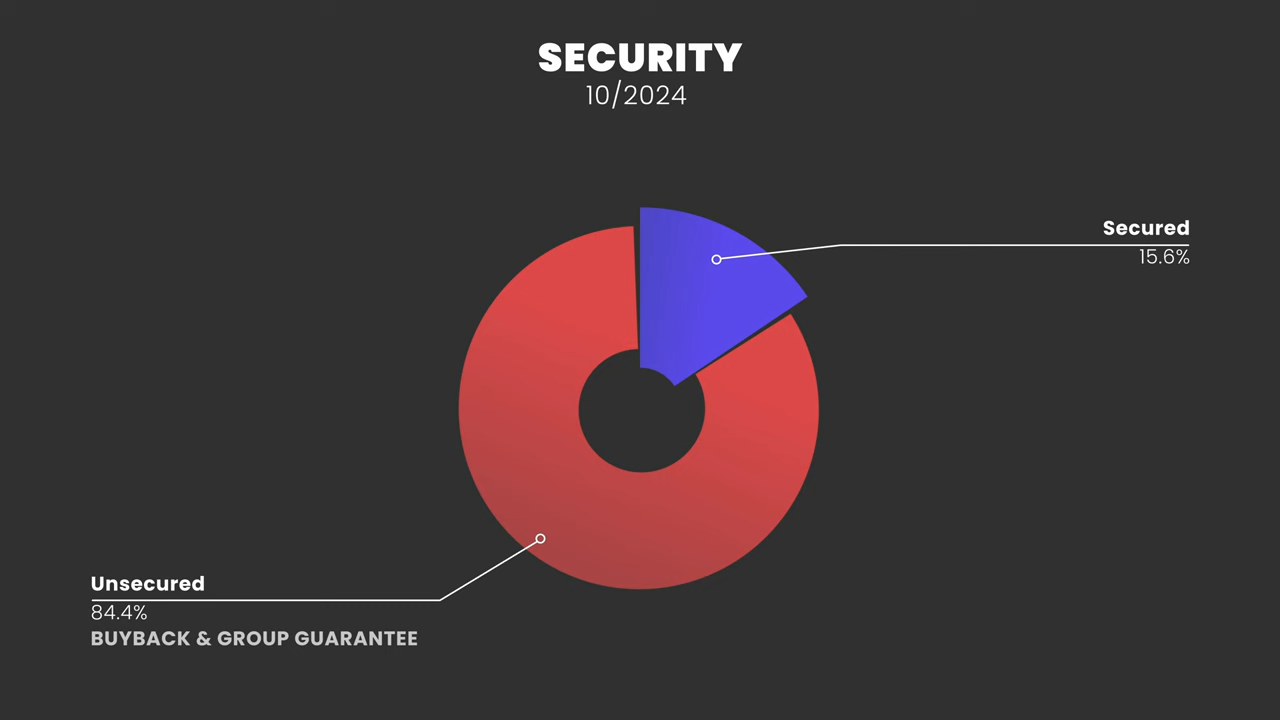 SECURITY
10/2024
Secured
15.6%
Unsecured
84.4%
BUYBACK & GROUP GUARANTEE